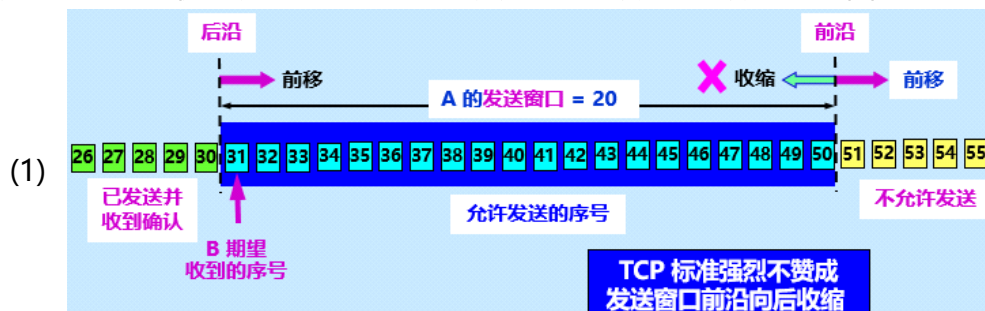 后沿
前沿
前移
收缩
前移
A 的发送窗口 = 20
(1)
26 27 28 29 30 31 32 33 34 35 36 37 38 39 40 41 42 43 44 45 46 47 48 49 50 51 52 53 54 55
已发送并
收到确认
允许发送的序号
不允许发送
B 期望
收到的序号
TCP 标准强烈不赞成
发送窗口前沿向后收缩